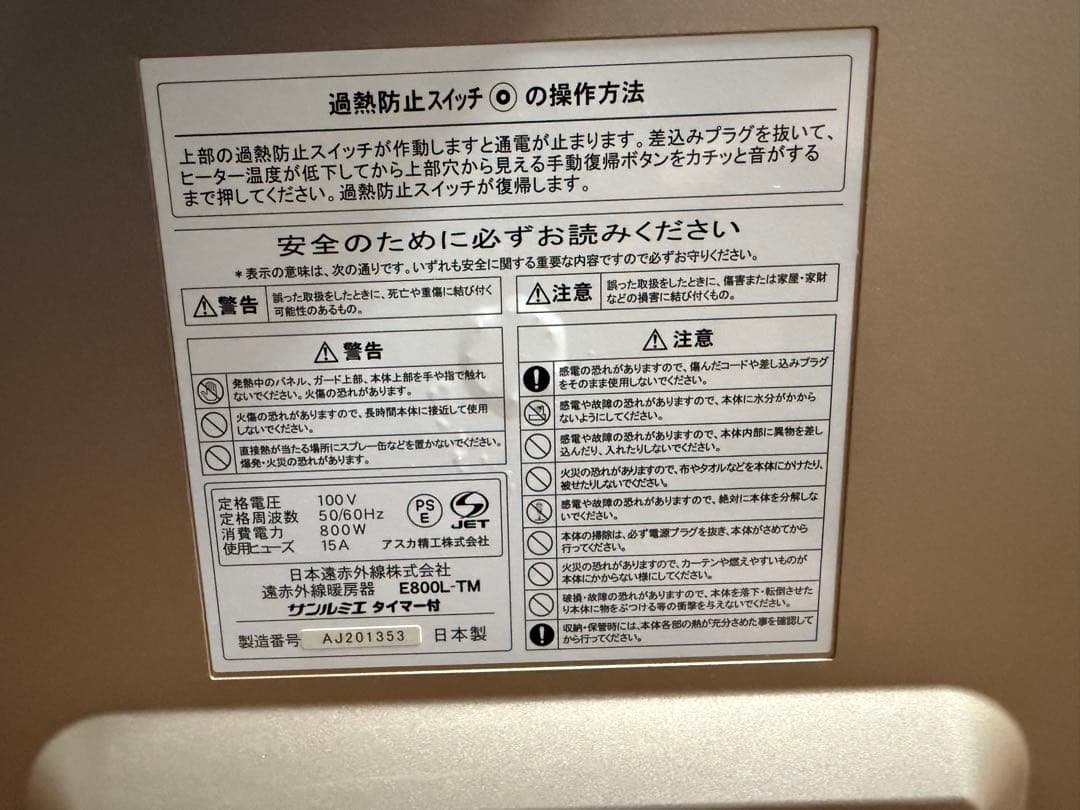 過熱防止スイッチ◎の操作方法
上部の過熱防止スイッチが作動しますと通電が止まります。差込みプラグを抜いて、
ヒーター温度が低下してから上部穴から見える手動復帰ボタンをカチッと音がする
まで押してください。過熱防止スイッチが復帰します。
安全のために必ずお読みください
*表示の意味は、次の通りです。いずれも安全に関する重要な内容ですので必ずお守りください。
警告
誤った取扱をしたときに、死亡や重傷に結び付く
可能性のあるもの。
注意
誤った取扱をしたときに、傷害または家屋・家財
などの損害に結び付くもの。
警告
発熱中のパネル、ガード上部、本体上部を手や指で触れ
ないでください。火傷の恐れがあります。
火傷の恐れがありますので、長時間本体に接近して使用
しないでください。
直接熱が当たる場所にスプレー缶などを置かないでください。
爆発・火災の恐れがあります。
定格電圧 100V
定格周波数 50/60Hz
消費電力 800W
使用ヒューズ 15A
PS
E
JET
アスカ精工株式会社
日本遠赤外線株式会社
遠赤外線暖房器 E800L-TM
サンルミエ タイマー付
製造番号 AJ201353 日本製
注意
感電の恐れがありますので、傷んだコードや差し込みプラグ
をそのまま使用しないでください。
感電や故障の恐れがありますので、本体に水分がかから
ないようにしてください。
感電や故障の恐れがありますので、本体内部に異物を差し
込んだり、入れたりしないでください。
火災の恐れがありますので、布やタオルなどを本体にかけたり、
被せたりしないでください。
感電や故障の恐れがありますので、絶対に本体を分解しな
いでください。
本体の掃除は、必ず電源プラグを抜き、本体がさめてから
行ってください。
火災の恐れがありますので、カーテンや燃えやすいものが
本体にかからない様にしてください。
破損・故障の恐れがありますので、本体を落下・転倒させた
り本体に物をぶつける等の衝撃を与えないでください。
収納・保管時には、本体各部の熱が充分さめた事を確認して
から行ってください。